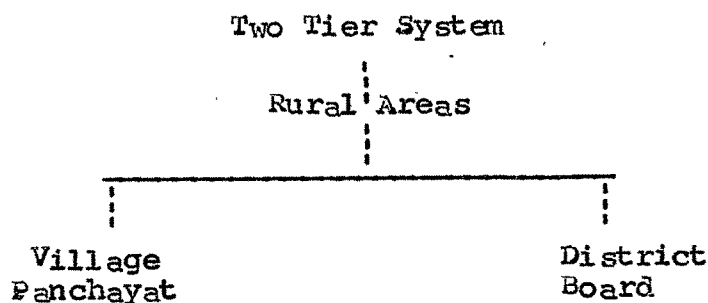 Two Tier System
Rural Areas
Village
Panchayat
District
Board